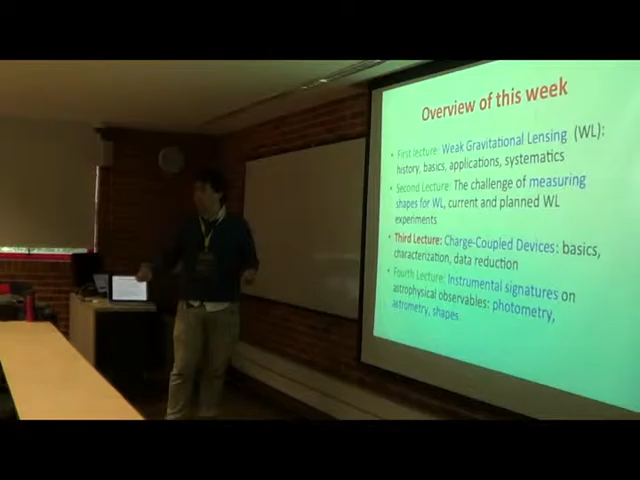 Overview of this week
• First lecture: Weak Gravitational Lensing (WL):
history, basics, applications, systematics
• Second Lecture: The challenge of measuring
shapes for WL, current and planned WL
experiments
• Third Lecture: Charge-Coupled Devices: basics,
characterization, data reduction
• Fourth Lecture: Instrumental signatures on
astrophysical observables: photometry,
astrometry, shapes.